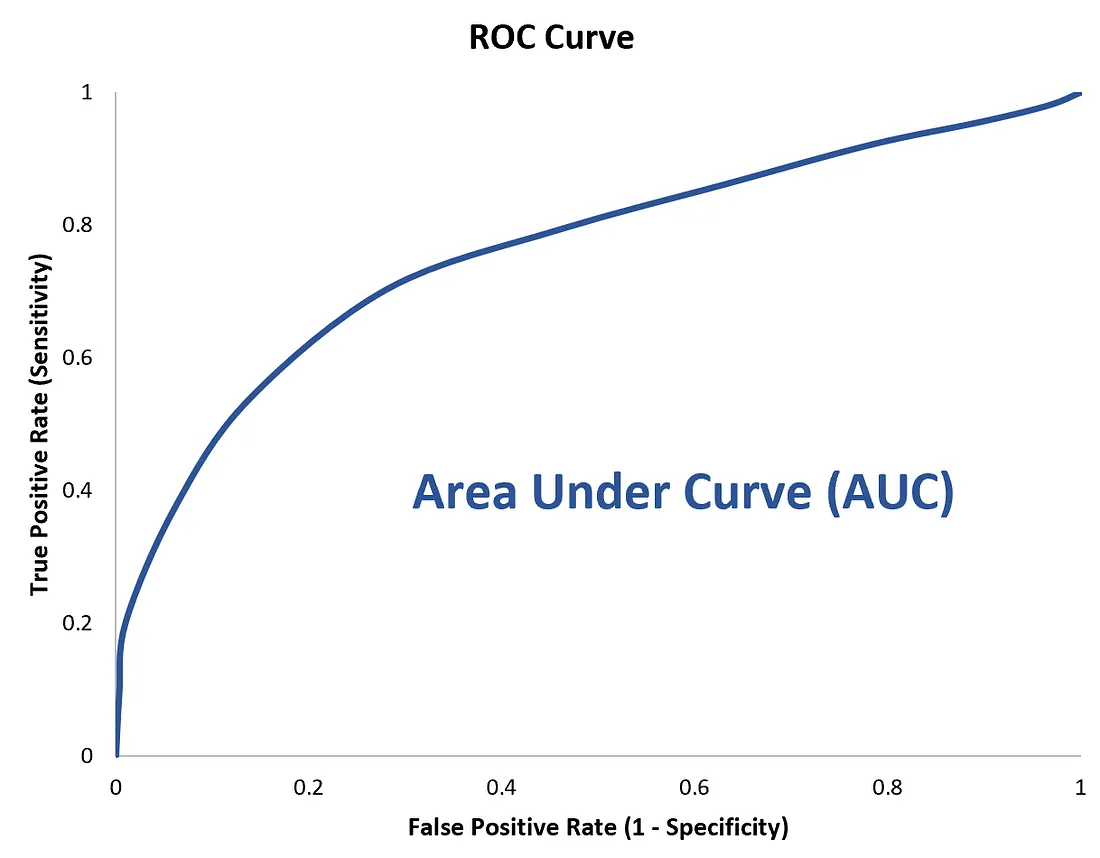 ROC Curve
1
0.8
0.6
0.4
0.2
0
True Positive Rate (Sensitivity)
Area Under Curve (AUC)
0 0.2 0.4 0.6 0.8 1
False Positive Rate (1 - Specificity)